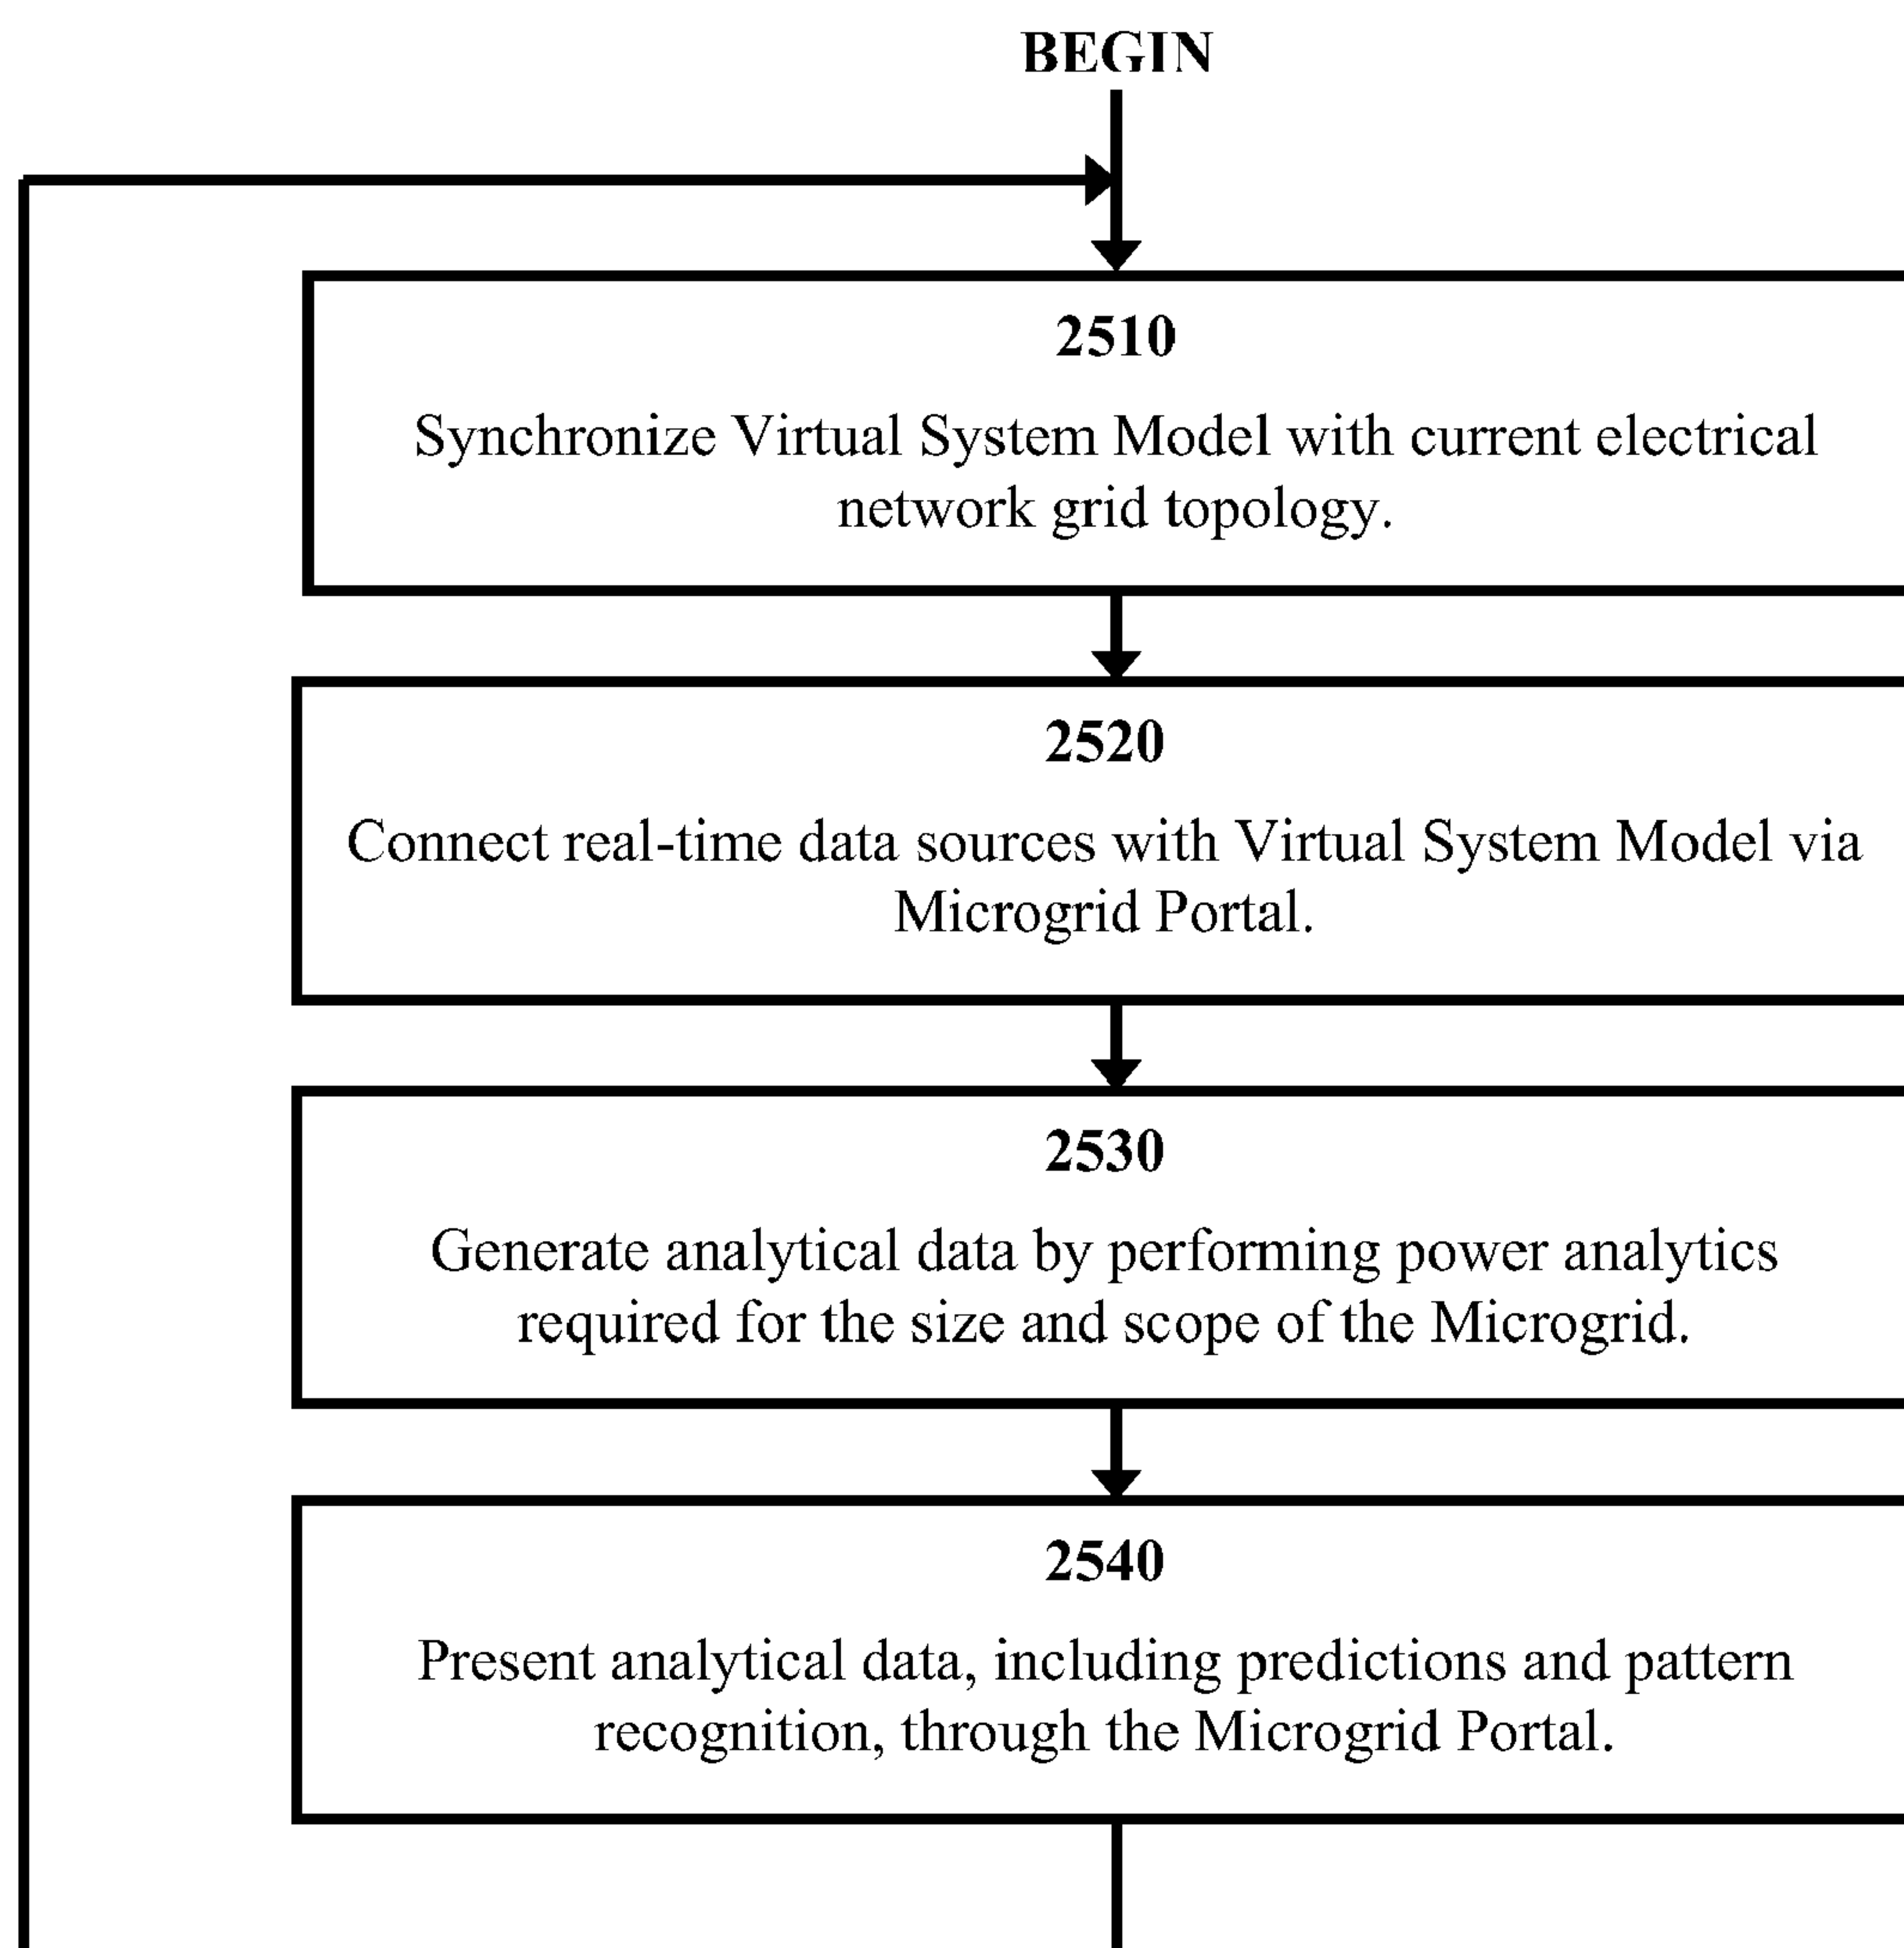 BEGIN
2510
Synchronize Virtual System Model with current electrical
network grid topology.
2520
Connect real-time data sources with Virtual System Model via
Microgrid Portal.
2530
Generate analytical data by performing power analytics
required for the size and scope of the Microgrid.
2540
Present analytical data, including predictions and pattern
recognition, through the Microgrid Portal.